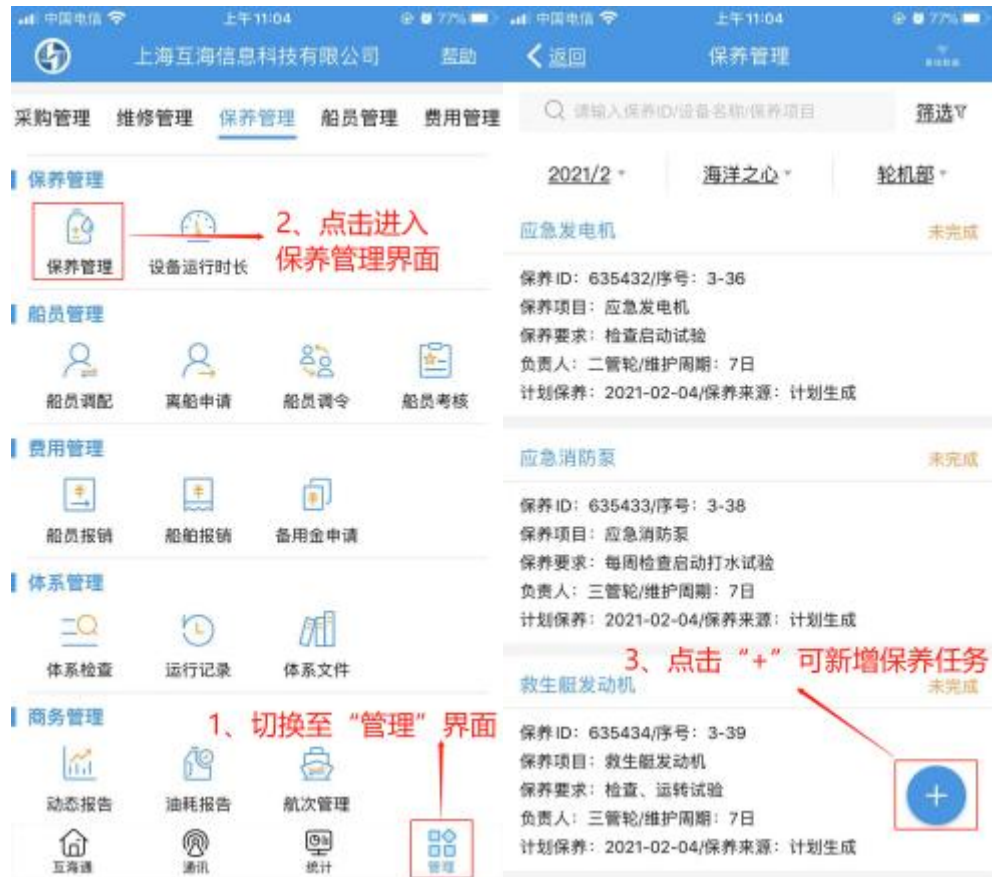 中国电信 上午11:04 77%
上海互海信息科技有限公司 帮助
采购管理 维修管理 保养管理 船员管理 费用管理
保养管理
保养管理 设备运行时长
2、点击进入
保养管理界面
船员管理
船员调配 离船申请 船员调令 船员考核
费用管理
船员报销 船舶报销 备用金申请
体系管理
体系检查 运行记录 体系文件
商务管理
1、切换至“管理”界面
动态报告 油耗报告 航次管理
互海通 通讯 统计 管理
中国电信 上午11:04 77%
返回 保养管理
请输入保养ID/设备名称/保养项目 筛选
2021/2 海洋之心 轮机部
应急发电机 未完成
保养ID：635432/序号：3-36
保养项目：应急发电机
保养要求：检查启动试验
负责人：二管轮/维护周期：7日
计划保养：2021-02-04/保养来源：计划生成
应急消防泵 未完成
保养ID：635433/序号：3-38
保养项目：应急消防泵
保养要求：每周检查启动打水试验
负责人：三管轮/维护周期：7日
计划保养：2021-02-04/保养来源：计划生成
3、点击“+”可新增保养任务
救生艇发动机 未完成
保养ID：635434/序号：3-39
保养项目：救生艇发动机
保养要求：检查、运转试验
负责人：三管轮/维护周期：7日
计划保养：2021-02-04/保养来源：计划生成